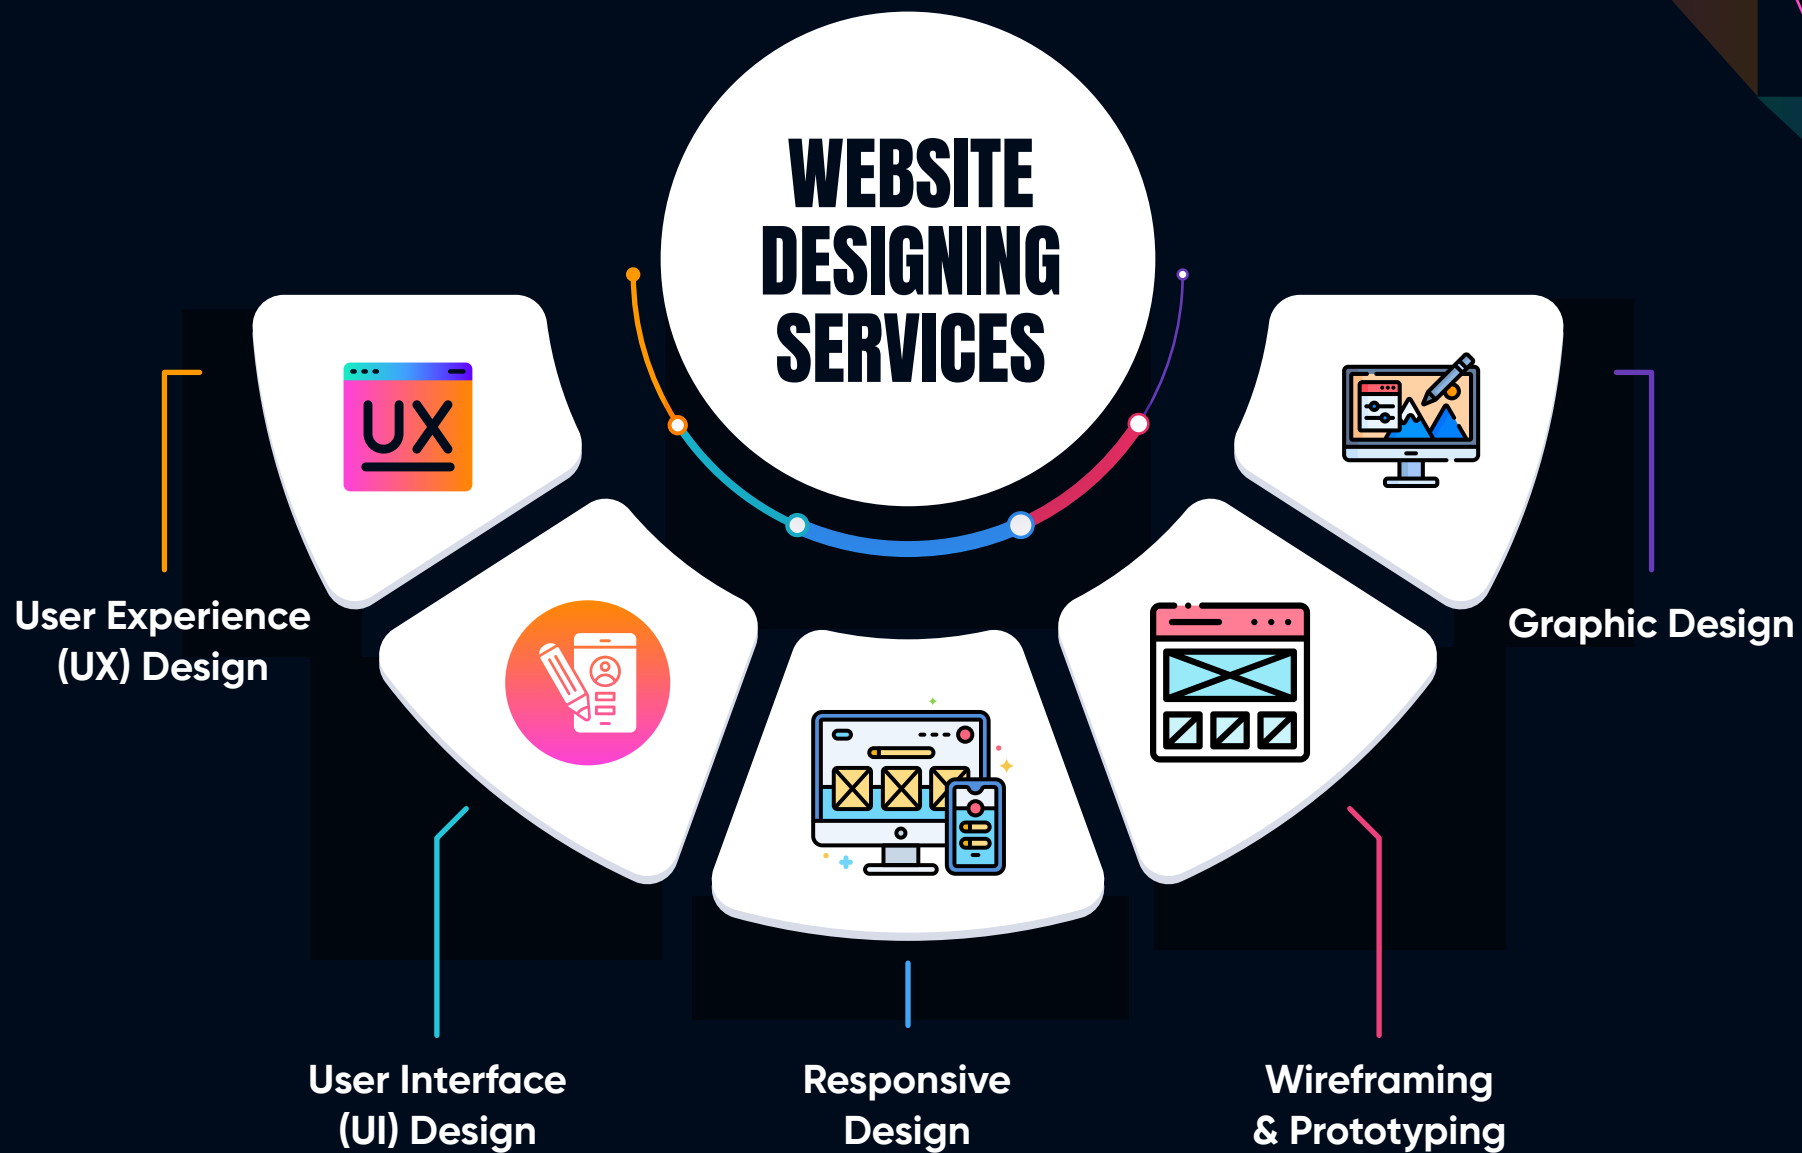 WEBSITE
DESIGNING
SERVICES
UX
User Experience
(UX) Design
User Interface
(UI) Design
Responsive
Design
Wireframing
& Prototyping
Graphic Design